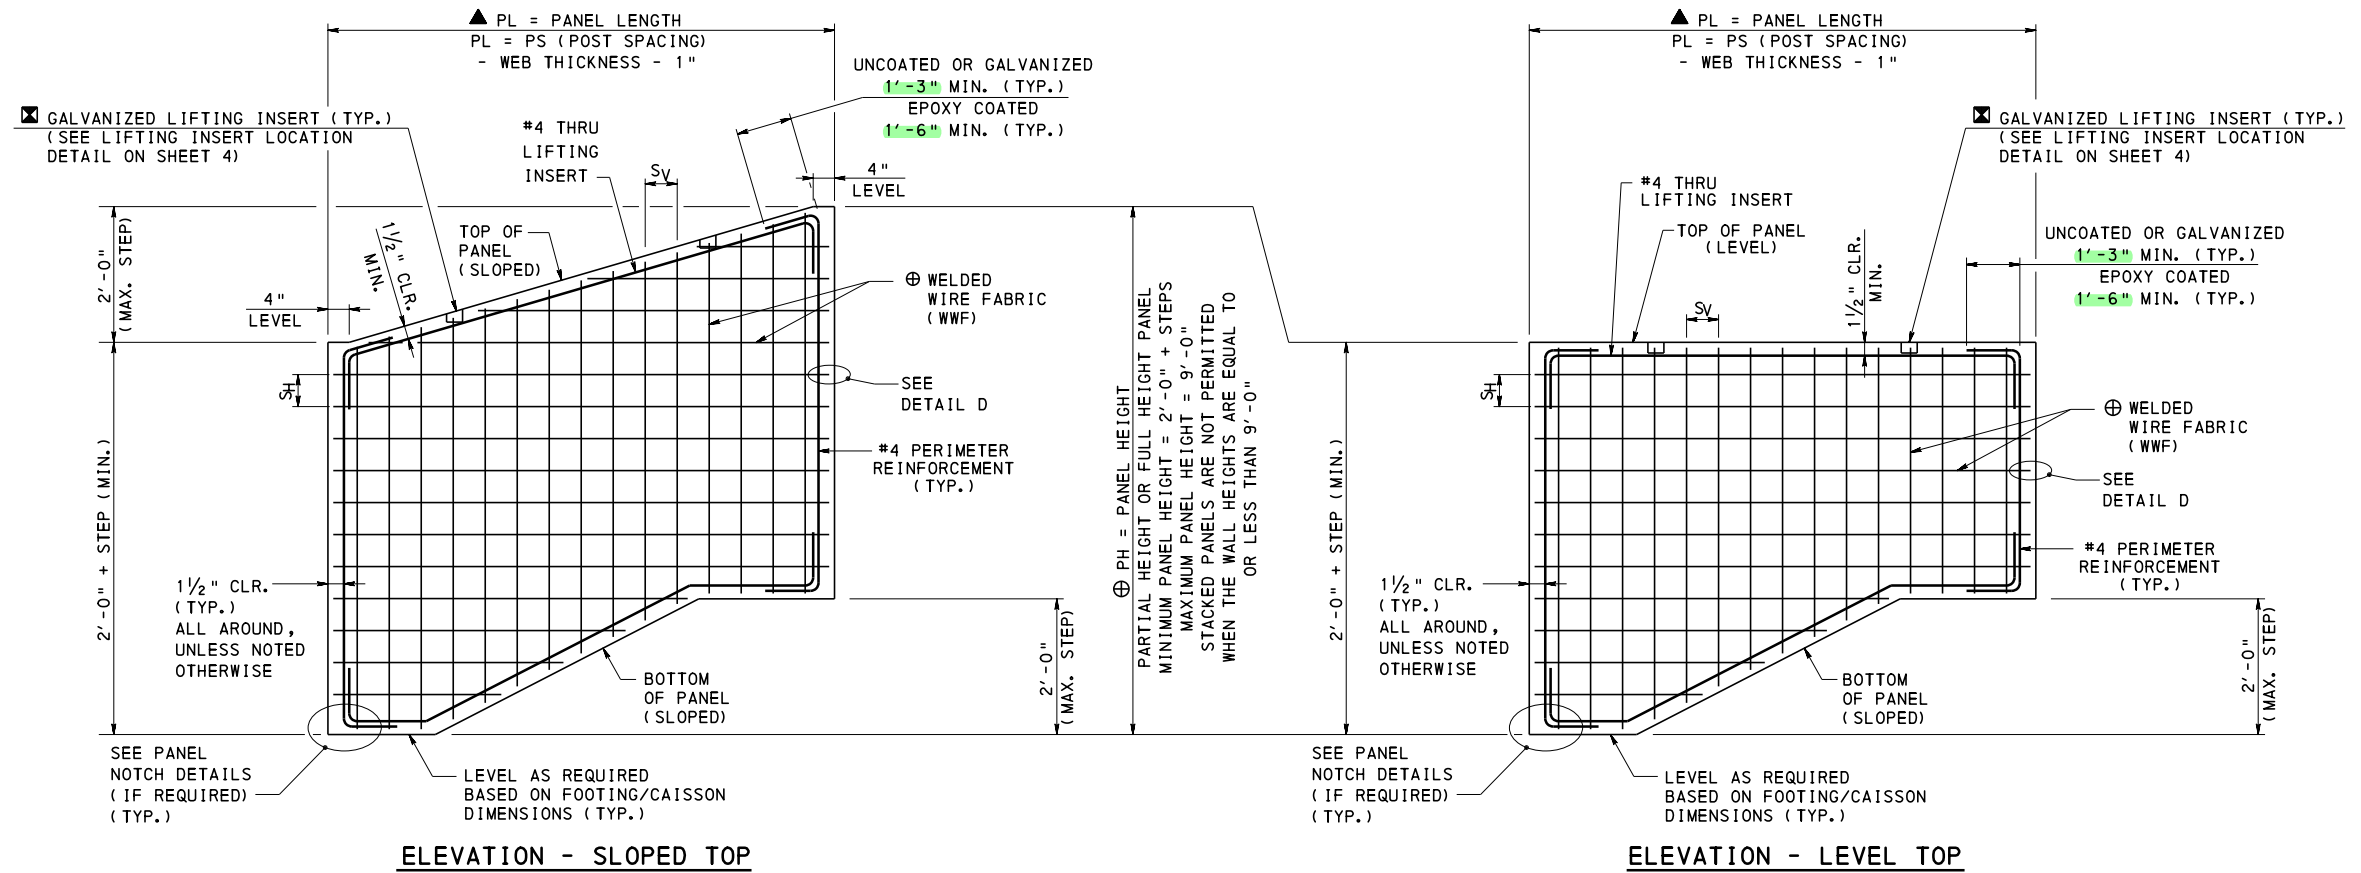 ▲ PL = PANEL LENGTH
PL = PS (POST SPACING)
- WEB THICKNESS - 1"
UNCOATED OR GALVANIZED
1'-3" MIN. (TYP.)
EPOXY COATED
1'-6" MIN. (TYP.)
GALVANIZED LIFTING INSERT (TYP.)
(SEE LIFTING INSERT LOCATION
DETAIL ON SHEET 4)
#4 THRU
LIFTING
INSERT
SV
4"
LEVEL
2'-0"
(MAX. STEP)
1½" CLR.
MIN.
TOP OF
PANEL
(SLOPED)
4"
LEVEL
⊕ WELDED
WIRE FABRIC
(WWF)
SH
SEE
DETAIL D
#4 PERIMETER
REINFORCEMENT
(TYP.)
2'-0" + STEP (MIN.)
1½" CLR.
(TYP.)
ALL AROUND,
UNLESS NOTED
OTHERWISE
BOTTOM
OF PANEL
(SLOPED)
2'-0"
(MAX. STEP)
SEE PANEL
NOTCH DETAILS
(IF REQUIRED)
(TYP.)
LEVEL AS REQUIRED
BASED ON FOOTING/CAISSON
DIMENSIONS (TYP.)
ELEVATION - SLOPED TOP
⊕ PH = PANEL HEIGHT
PARTIAL HEIGHT OR FULL HEIGHT PANEL
MINIMUM PANEL HEIGHT = 2'-0" + STEPS
MAXIMUM PANEL HEIGHT = 9'-0"
STACKED PANELS ARE NOT PERMITTED
WHEN THE WALL HEIGHTS ARE EQUAL TO
OR LESS THAN 9'-0"
▲ PL = PANEL LENGTH
PL = PS (POST SPACING)
- WEB THICKNESS - 1"
GALVANIZED LIFTING INSERT (TYP.)
(SEE LIFTING INSERT LOCATION
DETAIL ON SHEET 4)
#4 THRU
LIFTING INSERT
TOP OF PANEL
(LEVEL)
UNCOATED OR GALVANIZED
1'-3" MIN. (TYP.)
EPOXY COATED
1'-6" MIN. (TYP.)
1½" CLR.
MIN.
SV
SH
⊕ WELDED
WIRE FABRIC
(WWF)
SEE
DETAIL D
#4 PERIMETER
REINFORCEMENT
(TYP.)
2'-0" + STEP (MIN.)
1½" CLR.
(TYP.)
ALL AROUND,
UNLESS NOTED
OTHERWISE
BOTTOM
OF PANEL
(SLOPED)
2'-0"
(MAX. STEP)
SEE PANEL
NOTCH DETAILS
(IF REQUIRED)
(TYP.)
LEVEL AS REQUIRED
BASED ON FOOTING/CAISSON
DIMENSIONS (TYP.)
ELEVATION - LEVEL TOP